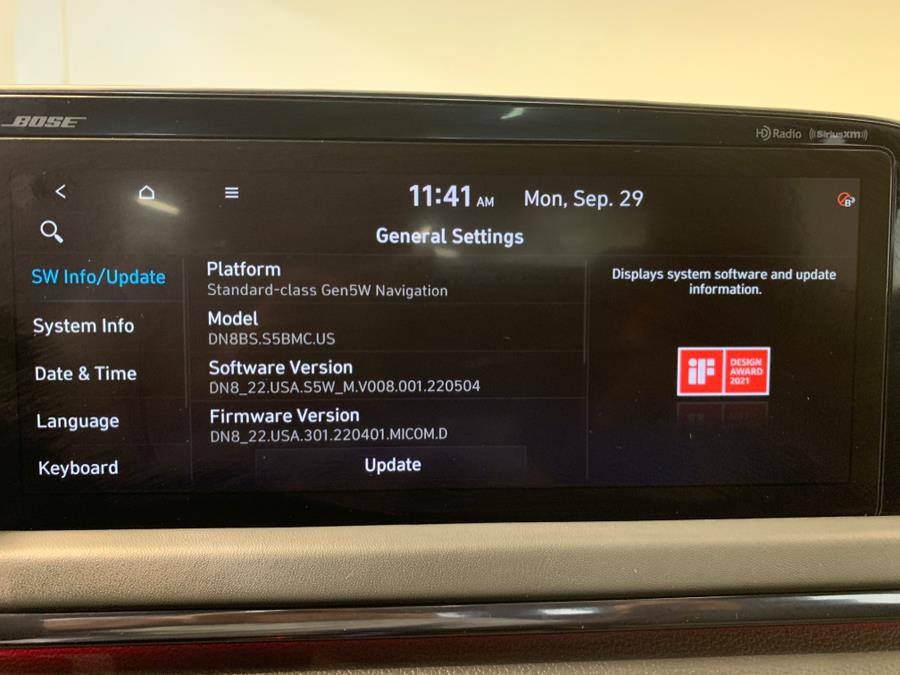 BOSE
HD Radio
SiriusXM
11:41 AM Mon, Sep. 29
General Settings
SW Info/Update
System Info
Date & Time
Language
Keyboard
Platform
Standard-class Gen5W Navigation
Model
DN8BS.S5BMC.US
Software Version
DN8_22.USA.S5W_M.V008.001.220504
Firmware Version
DN8_22.USA.301.220401.MICOM.D
Update
Displays system software and update
information.
iF
DESIGN
AWARD
2021